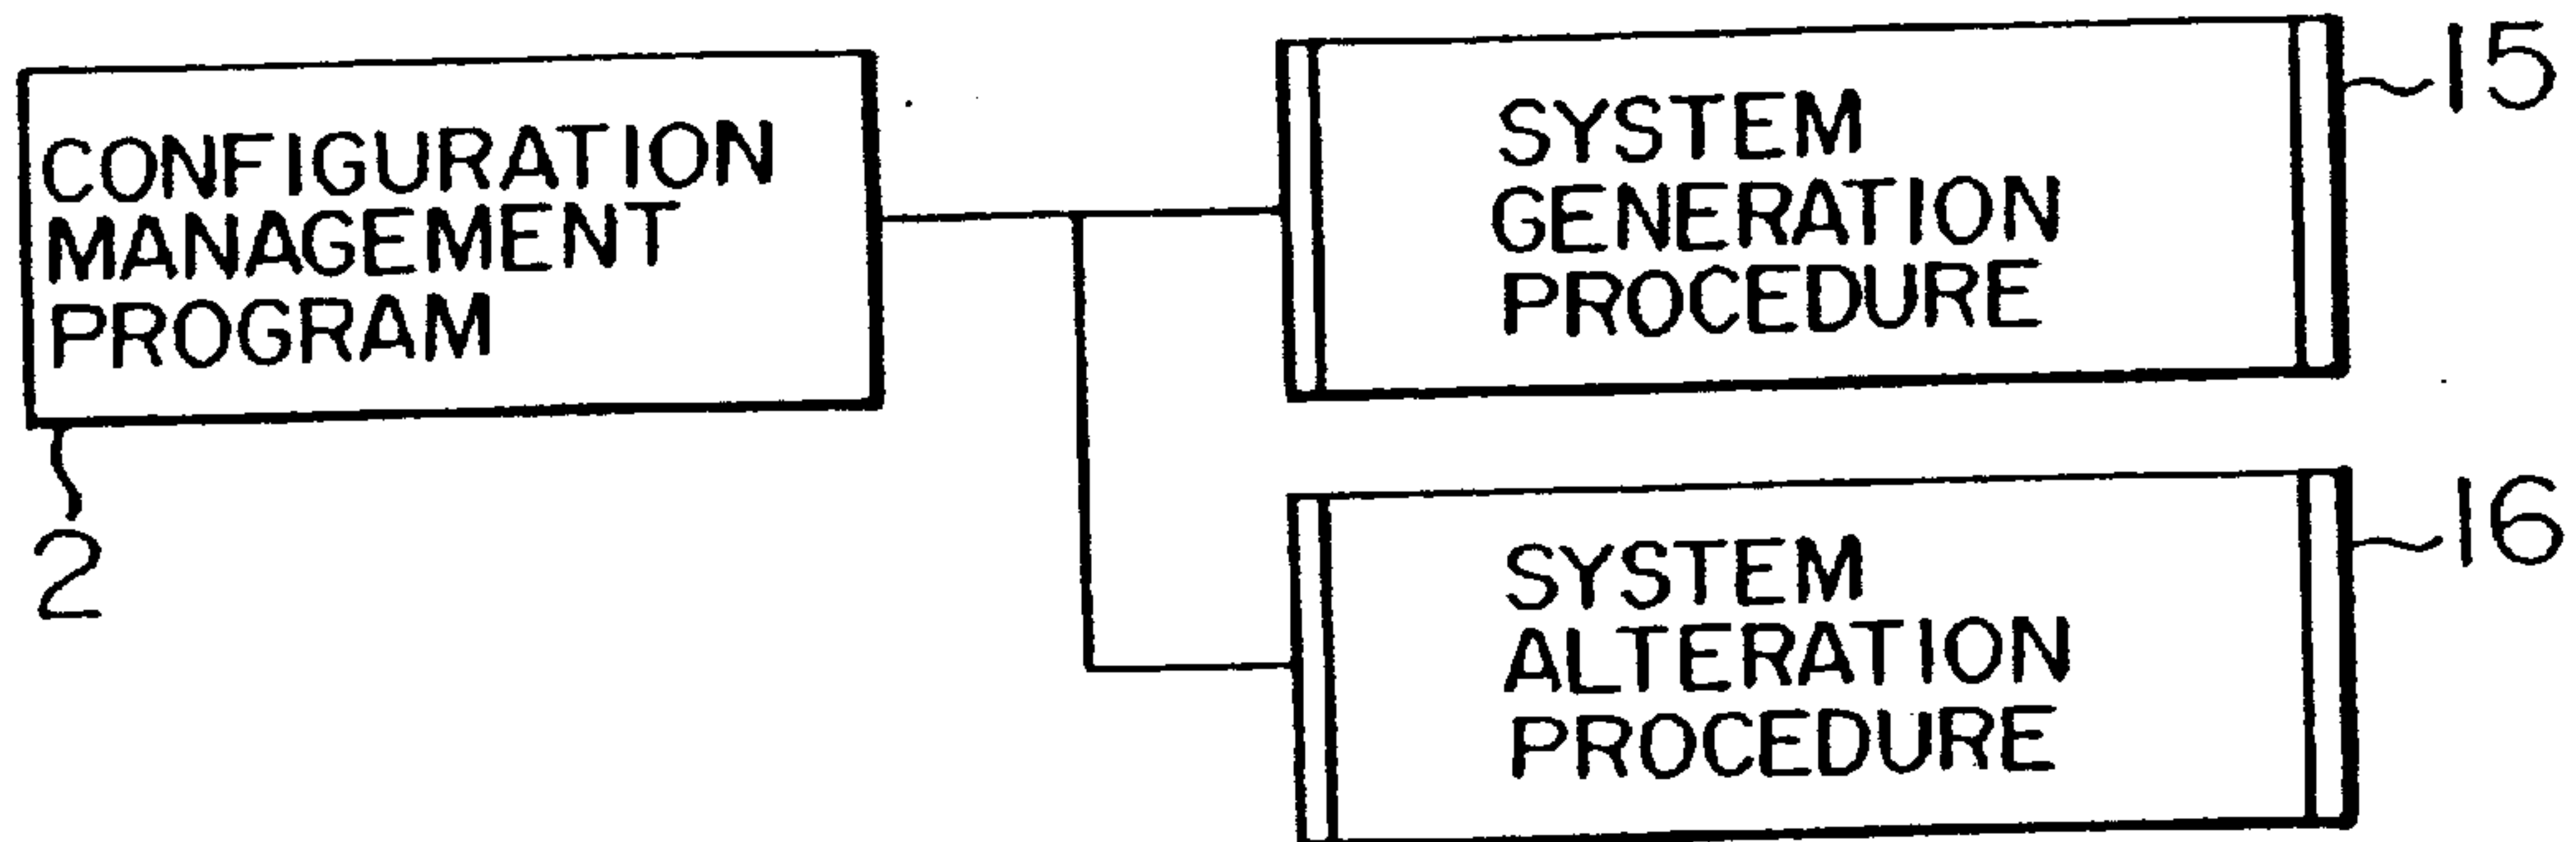 CONFIGURATION
MANAGEMENT
PROGRAM
2
SYSTEM
GENERATION
PROCEDURE
15
SYSTEM
ALTERATION
PROCEDURE
16